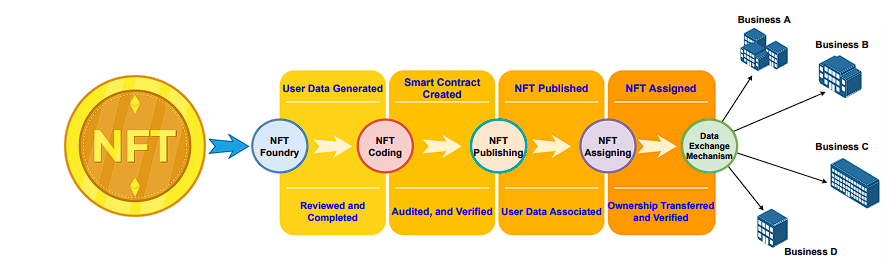 NFT
User Data Generated
Smart Contract
Created
NFT Published
NFT Assigned
NFT
Foundry
NFT
Coding
NFT
Publishing
NFT
Assigning
Data
Exchange
Mechanism
Reviewed and
Completed
Audited, and Verified
User Data Associated
Ownership Transferred
and Verified
Business A
Business B
Business C
Business D